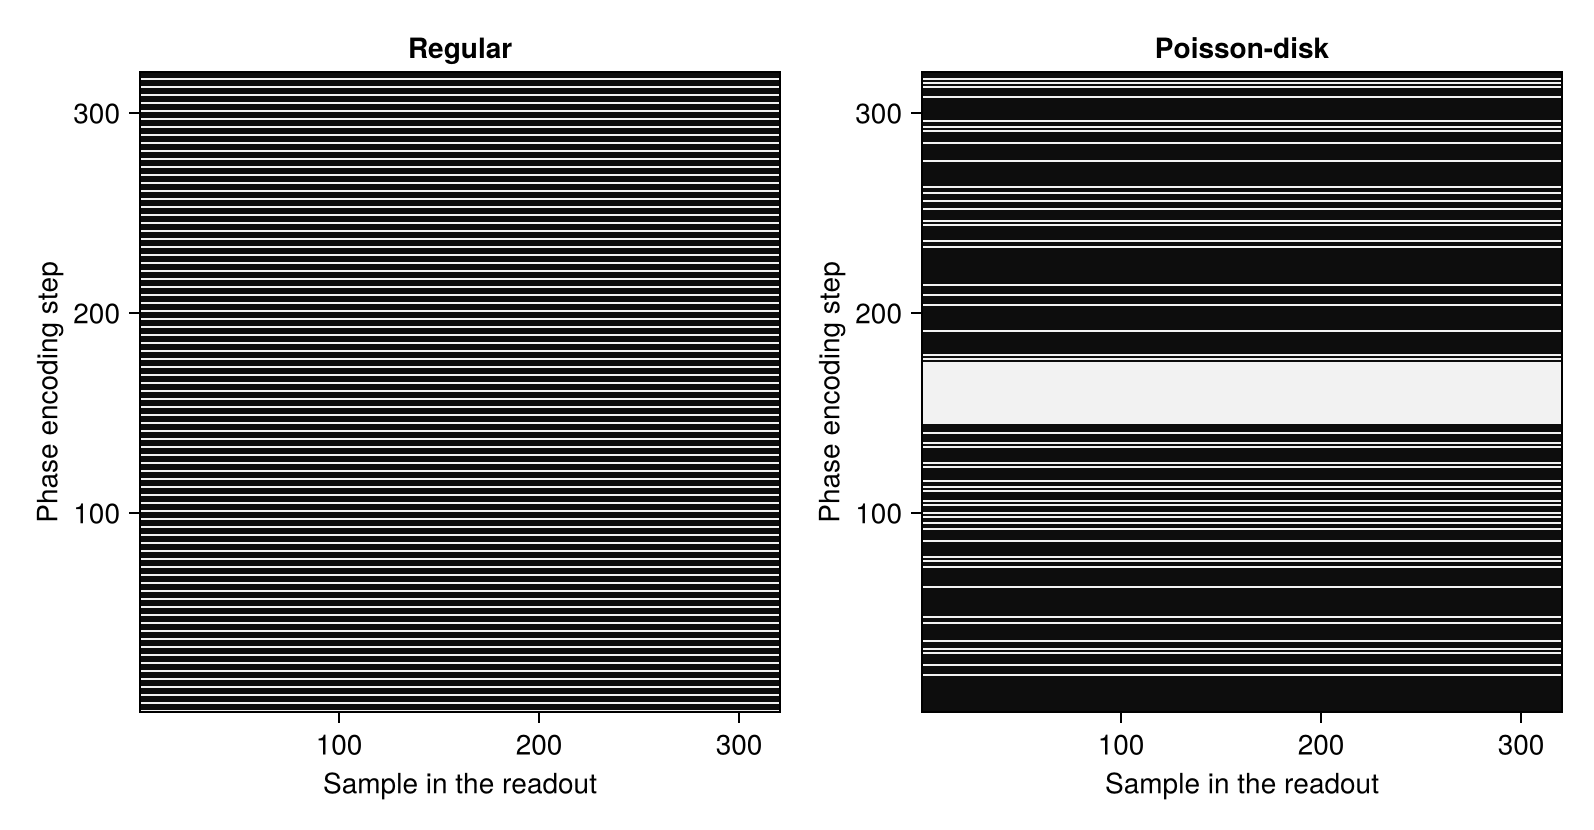 Regular
Phase encoding step
300
200
100
100 200 300
Sample in the readout
Poisson-disk
Phase encoding step
300
200
100
100 200 300
Sample in the readout